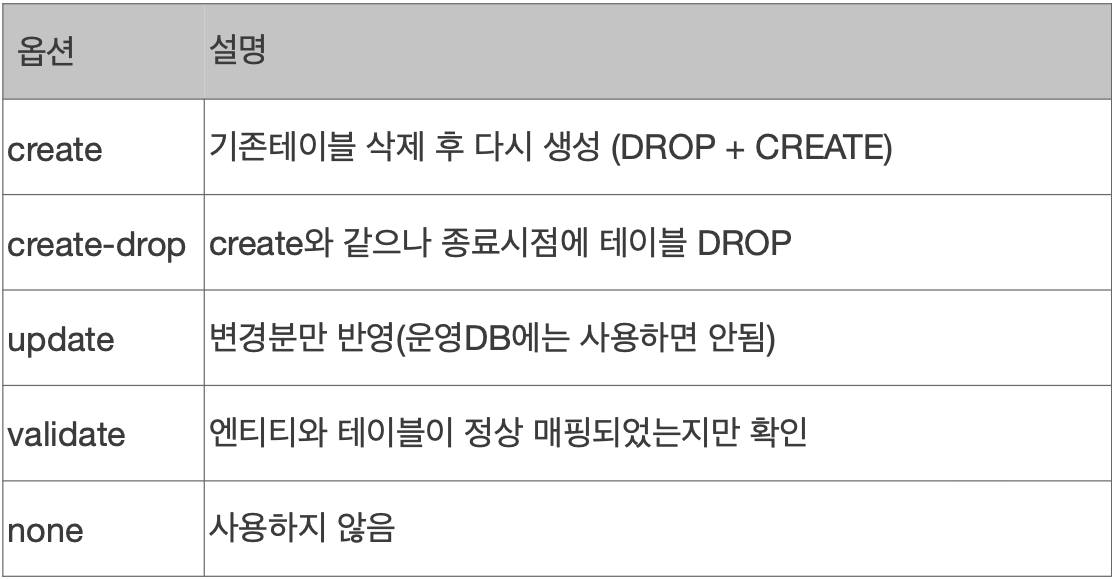 옵션 설명
create 기존테이블 삭제 후 다시 생성 (DROP + CREATE)
create-drop create와 같으나 종료시점에 테이블 DROP
update 변경분만 반영(운영DB에는 사용하면 안됨)
validate 엔티티와 테이블이 정상 매핑되었는지만 확인
none 사용하지 않음